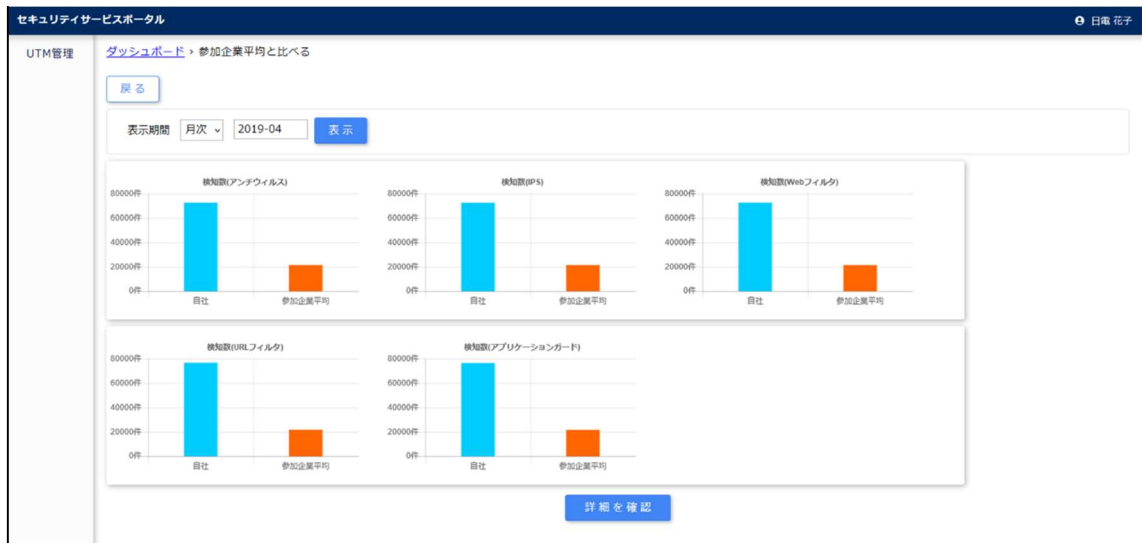 セキュリティサービスポータル
日電 花子
UTM管理
ダッシュボード › 参加企業平均と比べる
戻る
表示期間 月次 2019-04 表示
検知数(アンチウィルス)
80000件
60000件
40000件
20000件
0件
自社 参加企業平均
検知数(IPS)
80000件
60000件
40000件
20000件
0件
自社 参加企業平均
検知数(Webフィルタ)
80000件
60000件
40000件
20000件
0件
自社 参加企業平均
検知数(URLフィルタ)
80000件
60000件
40000件
20000件
0件
自社 参加企業平均
検知数(アプリケーションガード)
80000件
60000件
40000件
20000件
0件
自社 参加企業平均
詳細を確認